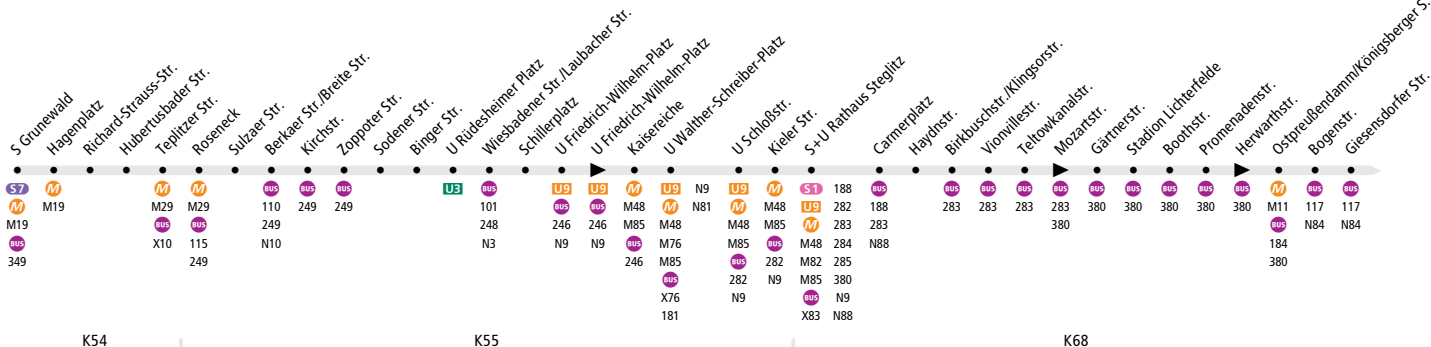 S Grunewald
Hagenplatz
Richard-Strauss-Str.
Hubertusbader Str.
Teplitzer Str.
Roseneck
Sulzaer Str.
Berkaer Str./Breite Str.
Kirchstr.
Zoppoter Str.
Sodener Str.
Binger Str.
U Rüdesheimer Platz
Wiesbadener Str./Laubacher Str.
Schillerplatz
U Friedrich-Wilhelm-Platz
U Friedrich-Wilhelm-Platz
Kaisereiche
U Walther-Schreiber-Platz
U Schloßstr.
Kieler Str.
S+U Rathaus Steglitz
Carmerplatz
Haydnstr.
Birkbuschstr./Klingsorstr.
Vionvillestr.
Teltowkanalstr.
Mozartstr.
Gärtnerstr.
Stadion Lichterfelde
Boothstr.
Promenadenstr.
Herwarthstr.
Ostpreußendamm/Königsberger S
Bogenstr.
Giesensdorfer Str.
S7
M
M19
BUS
349
M
M19
M
M29
BUS
X10
M
M29
115
249
BUS
110
249
N10
BUS
249
BUS
249
U3
BUS
101
248
N3
U9
BUS
246
N9
U9
BUS
246
N9
M
M48
M85
BUS
246
U9
M
M48
M76
M85
BUS
X76
181
N9
N81
U9
M
M48
M85
BUS
282
N9
M
M48
M85
BUS
282
N9
S1
U9
M
M48
M82
M85
BUS
X83
188
282
283
284
285
380
N9
N88
BUS
188
283
N88
BUS
283
BUS
283
BUS
283
BUS
283
380
BUS
380
BUS
380
BUS
380
BUS
380
BUS
380
M
M11
BUS
184
380
BUS
117
N84
BUS
117
N84
K54
K55
K68